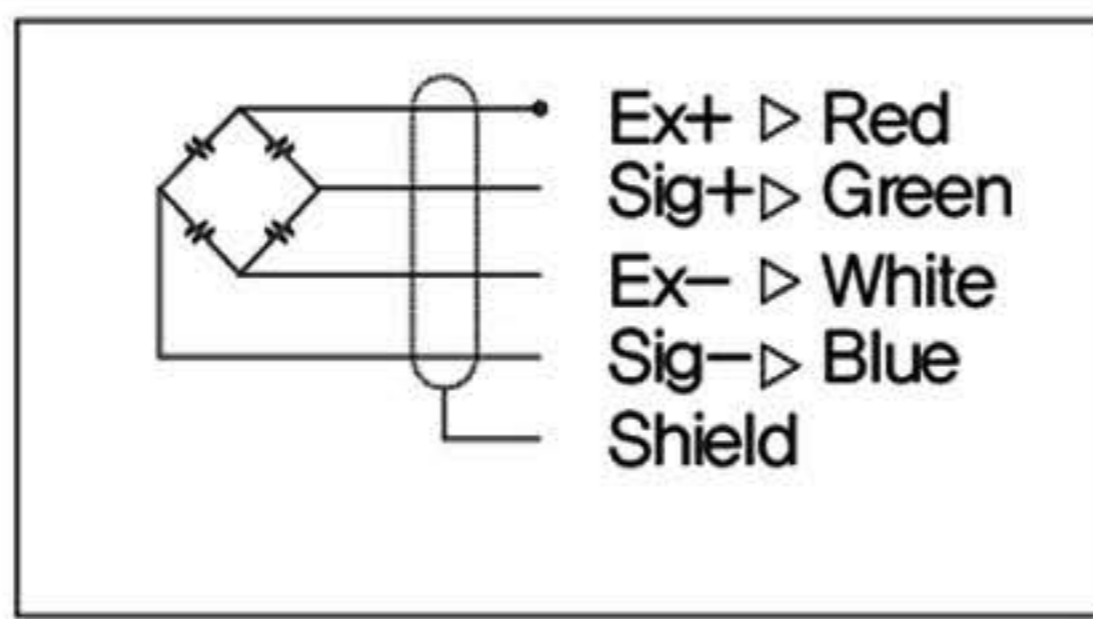 Ex+ ▷ Red
Sig+▷ Green
Ex− ▷ White
Sig−▷ Blue
Shield